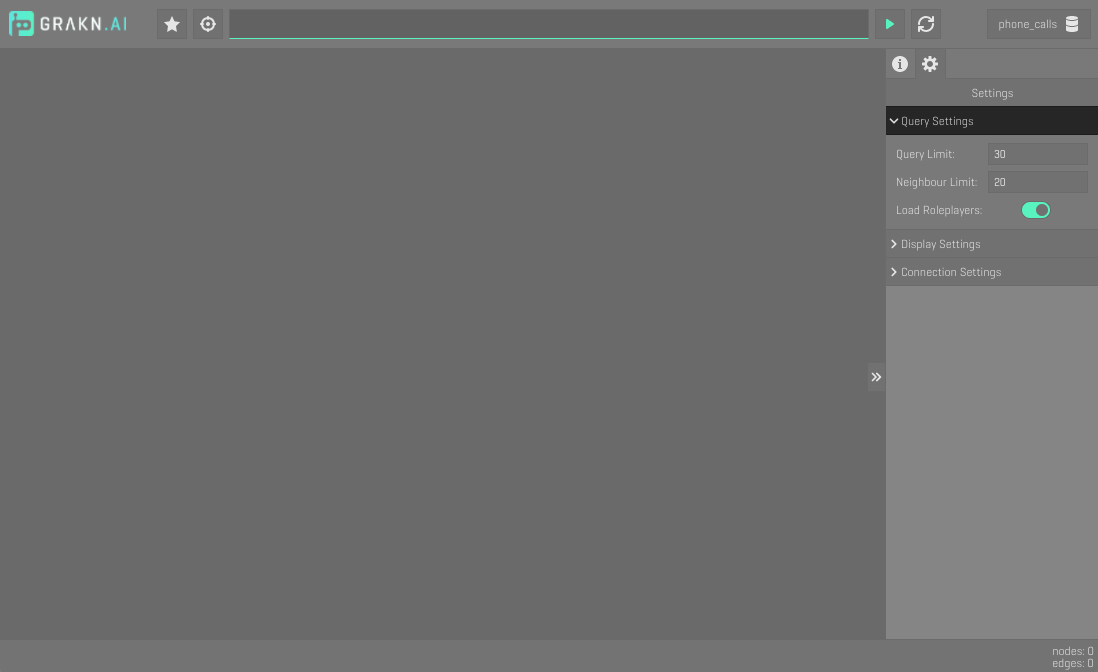 GRAKN.AI
phone_calls
Settings
Query Settings
Query Limit: 30
Neighbour Limit: 20
Load Roleplayers:
Display Settings
Connection Settings
nodes: 0
edges: 0